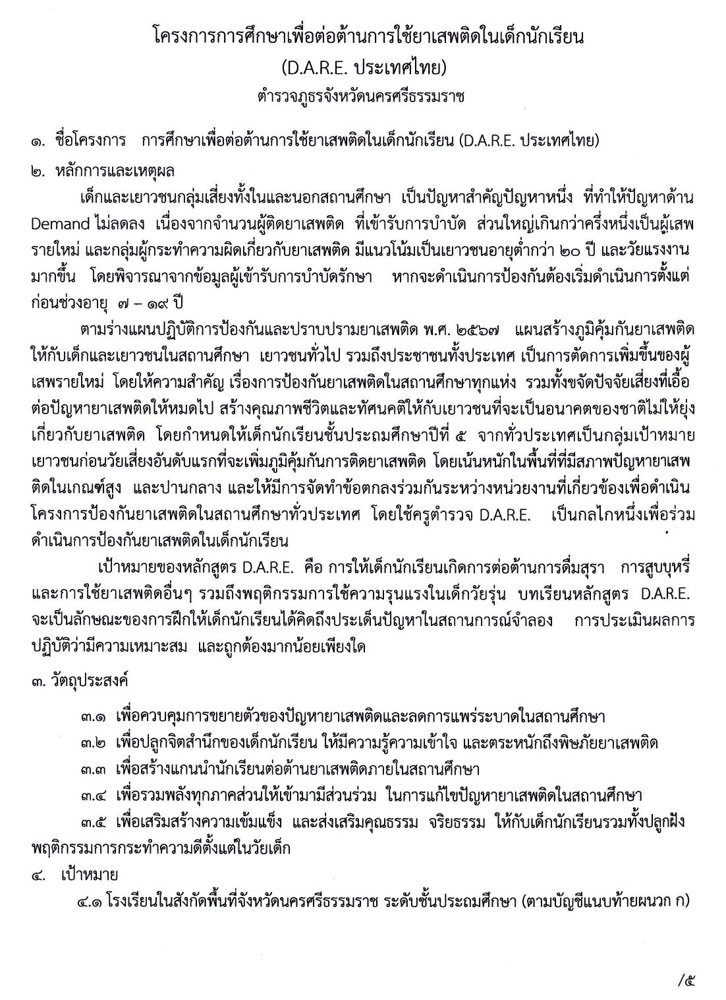 โครงการการศึกษาเพื่อต่อต้านการใช้ยาเสพติดในเด็กนักเรียน
(D.A.R.E. ประเทศไทย)
ตำรวจภูธรจังหวัดนครศรีธรรมราช
๑. ชื่อโครงการ การศึกษาเพื่อต่อต้านการใช้ยาเสพติดในเด็กนักเรียน (D.A.R.E. ประเทศไทย)
๒. หลักการและเหตุผล
เด็กและเยาวชนกลุ่มเสี่ยงทั้งในและนอกสถานศึกษา เป็นปัญหาสำคัญปัญหาหนึ่ง ที่ทำให้ปัญหาด้าน
Demand ไม่ลดลง เนื่องจากจำนวนผู้ติดยาเสพติด ที่เข้ารับการบำบัด ส่วนใหญ่เกินกว่าครึ่งหนึ่งเป็นผู้เสพ
รายใหม่ และกลุ่มผู้กระทำความผิดเกี่ยวกับยาเสพติด มีแนวโน้มเป็นเยาวชนอายุต่ำกว่า ๒๐ ปี และวัยแรงงาน
มากขึ้น โดยพิจารณาจากข้อมูลผู้เข้ารับการบำบัดรักษา หากจะดำเนินการป้องกันต้องเริ่มดำเนินการตั้งแต่
ก่อนช่วงอายุ ๗ – ๑๙ ปี
ตามร่างแผนปฏิบัติการป้องกันและปราบปรามยาเสพติด พ.ศ. ๒๕๖๗ แผนสร้างภูมิคุ้มกันยาเสพติด
ให้กับเด็กและเยาวชนในสถานศึกษา เยาวชนทั่วไป รวมถึงประชาชนทั้งประเทศ เป็นการตัดการเพิ่มขึ้นของผู้
เสพรายใหม่ โดยให้ความสำคัญ เรื่องการป้องกันยาเสพติดในสถานศึกษาทุกแห่ง รวมทั้งขจัดปัจจัยเสี่ยงที่เอื้อ
ต่อปัญหายาเสพติดให้หมดไป สร้างคุณภาพชีวิตและทัศนคติให้กับเยาวชนที่จะเป็นอนาคตของชาติไม่ให้ยุ่ง
เกี่ยวกับยาเสพติด โดยกำหนดให้เด็กนักเรียนชั้นประถมศึกษาปีที่ ๕ จากทั่วประเทศเป็นกลุ่มเป้าหมาย
เยาวชนก่อนวัยเสี่ยงอันดับแรกที่จะเพิ่มภูมิคุ้มกันการติดยาเสพติด โดยเน้นหนักในพื้นที่ที่มีสภาพปัญหายาเสพ
ติดในเกณฑ์สูง และปานกลาง และให้มีการจัดทำข้อตกลงร่วมกันระหว่างหน่วยงานที่เกี่ยวข้องเพื่อดำเนิน
โครงการป้องกันยาเสพติดในสถานศึกษาทั่วประเทศ โดยใช้ครูตำรวจ D.A.R.E. เป็นกลไกหนึ่งเพื่อร่วม
ดำเนินการป้องกันยาเสพติดในเด็กนักเรียน
เป้าหมายของหลักสูตร D.A.R.E. คือ การให้เด็กนักเรียนเกิดการต่อต้านการดื่มสุรา การสูบบุหรี่
และการใช้ยาเสพติดอื่นๆ รวมถึงพฤติกรรมการใช้ความรุนแรงในเด็กวัยรุ่น บทเรียนหลักสูตร D.A.R.E.
จะเป็นลักษณะของการฝึกให้เด็กนักเรียนได้คิดถึงประเด็นปัญหาในสถานการณ์จำลอง การประเมินผลการ
ปฏิบัติว่ามีความเหมาะสม และถูกต้องมากน้อยเพียงใด
๓. วัตถุประสงค์
๓.๑ เพื่อควบคุมการขยายตัวของปัญหายาเสพติดและลดการแพร่ระบาดในสถานศึกษา
๓.๒ เพื่อปลูกจิตสำนึกของเด็กนักเรียน ให้มีความรู้ความเข้าใจ และตระหนักถึงพิษภัยยาเสพติด
๓.๓ เพื่อสร้างแกนนำนักเรียนต่อต้านยาเสพติดภายในสถานศึกษา
๓.๔ เพื่อรวมพลังทุกภาคส่วนให้เข้ามามีส่วนร่วม ในการแก้ไขปัญหายาเสพติดในสถานศึกษา
๓.๕ เพื่อเสริมสร้างความเข้มแข็ง และส่งเสริมคุณธรรม จริยธรรม ให้กับเด็กนักเรียนรวมทั้งปลูกฝัง
พฤติกรรมการกระทำความดีตั้งแต่ในวัยเด็ก
๔. เป้าหมาย
๔.๑ โรงเรียนในสังกัดพื้นที่จังหวัดนครศรีธรรมราช ระดับชั้นประถมศึกษา (ตามบัญชีแนบท้ายผนวก ก)
/๕